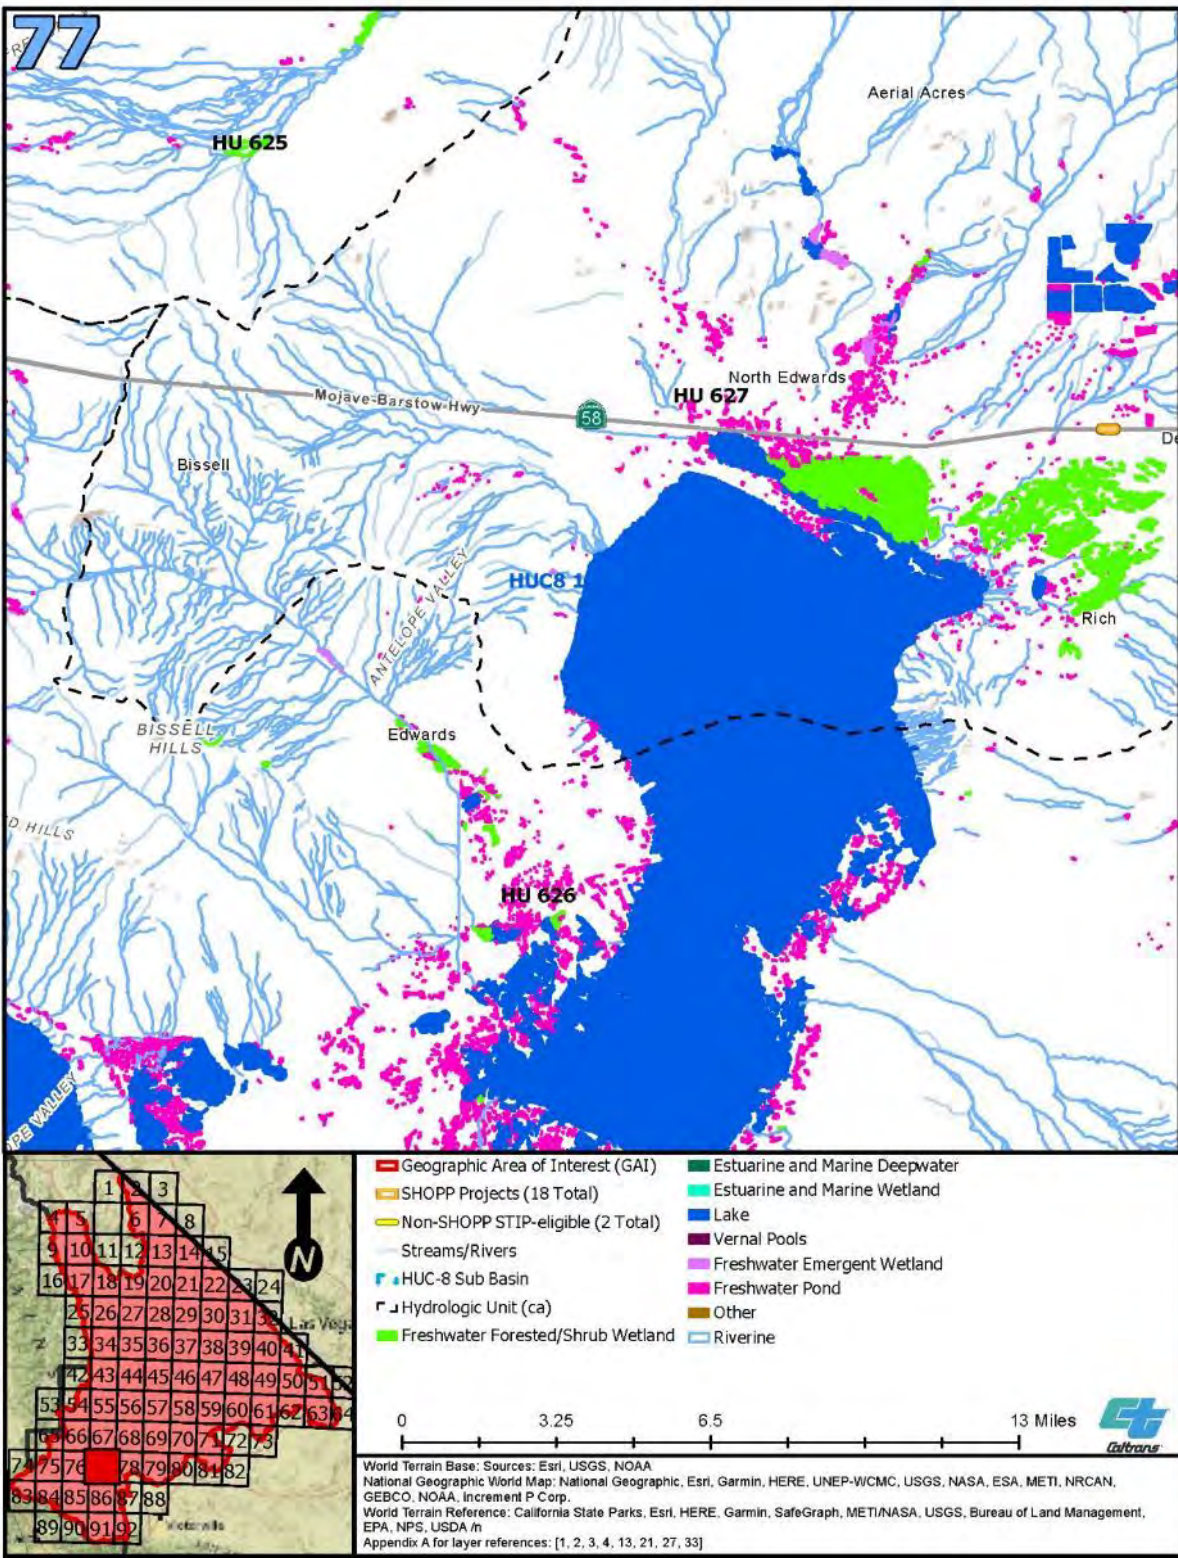 77
Aerial Acres
HU 625
North Edwards
HU 627
Mojave-Barstow Hwy
58
De
Bissell
HUC8 1
ANTELOPE VALLEY
Rich
BISSELL
HILLS
Edwards
D HILLS
HU 626
OPE VALLEY
1 2 3
4 5 6 7 8
9 10 11 12 13 14 15
16 17 18 19 20 21 22 23 24
25 26 27 28 29 30 31 32
Las Vega
33 34 35 36 37 38 39 40 41
42 43 44 45 46 47 48 49 50 51 52
53 54 55 56 57 58 59 60 61 62 63 64
65 66 67 68 69 70 71 72 73
74 75 76 78 79 80 81 82
83 84 85 86 87 88
89 90 91 92
Victorville
N
Geographic Area of Interest (GAI)
SHOPP Projects (18 Total)
Non-SHOPP STIP-eligible (2 Total)
Streams/Rivers
HUC-8 Sub Basin
Hydrologic Unit (ca)
Freshwater Forested/Shrub Wetland
Estuarine and Marine Deepwater
Estuarine and Marine Wetland
Lake
Vernal Pools
Freshwater Emergent Wetland
Freshwater Pond
Other
Riverine
0 3.25 6.5 13 Miles
Caltrans
World Terrain Base: Sources: Esri, USGS, NOAA
National Geographic World Map: National Geographic, Esri, Garmin, HERE, UNEP-WCMC, USGS, NASA, ESA, METI, NRCAN,
GEBCO, NOAA, Increment P Corp.
World Terrain Reference: California State Parks, Esri, HERE, Garmin, SafeGraph, METI/NASA, USGS, Bureau of Land Management,
EPA, NPS, USDA /n
Appendix A for layer references: [1, 2, 3, 4, 13, 21, 27, 33]